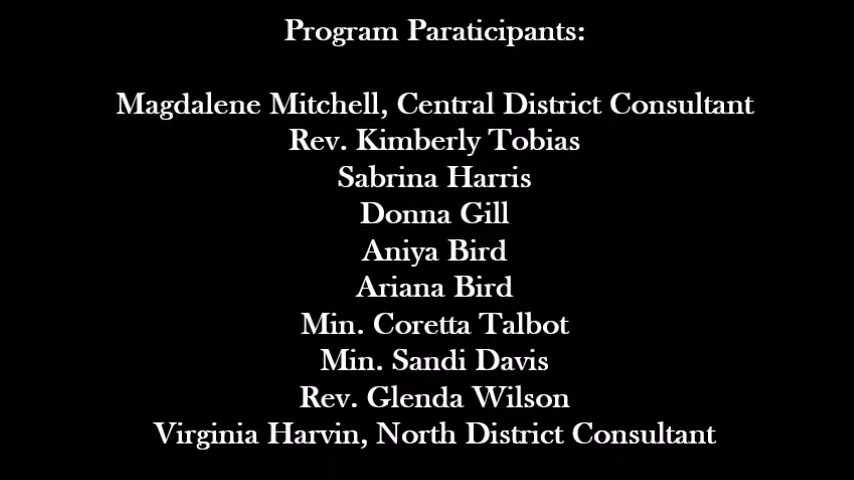 Program Paraticipants:
Magdalene Mitchell, Central District Consultant
Rev. Kimberly Tobias
Sabrina Harris
Donna Gill
Aniya Bird
Ariana Bird
Min. Coretta Talbot
Min. Sandi Davis
Rev. Glenda Wilson
Virginia Harvin, North District Consultant